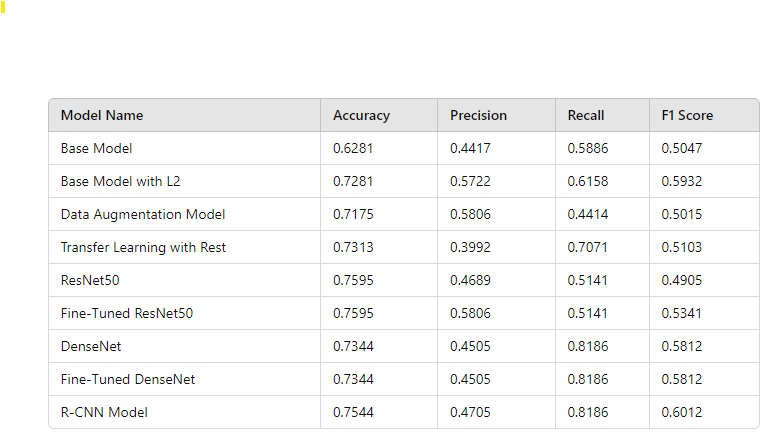 Model Name Accuracy Precision Recall F1 Score
Base Model 0.6281 0.4417 0.5886 0.5047
Base Model with L2 0.7281 0.5722 0.6158 0.5932
Data Augmentation Model 0.7175 0.5806 0.4414 0.5015
Transfer Learning with Rest 0.7313 0.3992 0.7071 0.5103
ResNet50 0.7595 0.4689 0.5141 0.4905
Fine-Tuned ResNet50 0.7595 0.5806 0.5141 0.5341
DenseNet 0.7344 0.4505 0.8186 0.5812
Fine-Tuned DenseNet 0.7344 0.4505 0.8186 0.5812
R-CNN Model 0.7544 0.4705 0.8186 0.6012